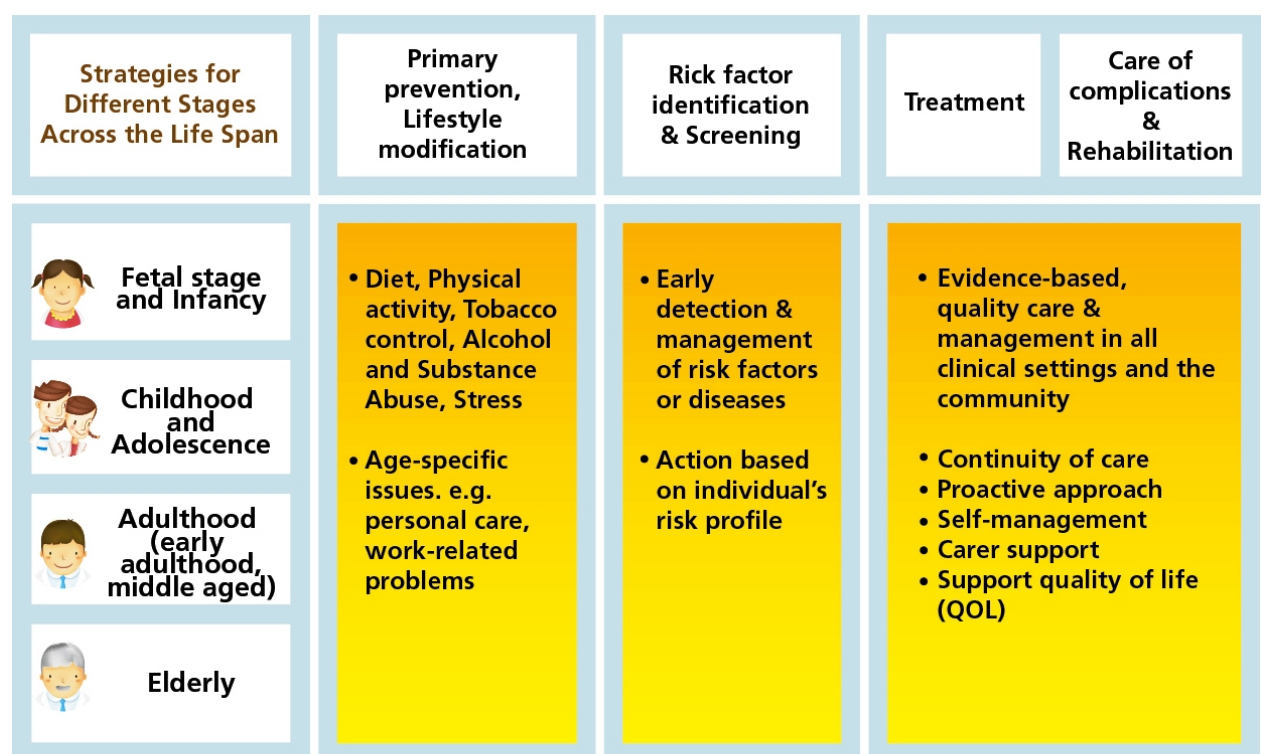 Strategies for
Different Stages
Across the Life Span
Primary
prevention,
Lifestyle
modification
Rick factor
identification
& Screening
Treatment
Care of
complications
&
Rehabilitation
Fetal stage
and Infancy
Childhood
and
Adolescence
Adulthood
(early
adulthood,
middle aged)
Elderly
• Diet, Physical
activity, Tobacco
control, Alcohol
and Substance
Abuse, Stress
• Age-specific
issues. e.g.
personal care,
work-related
problems
• Early
detection &
management
of risk factors
or diseases
• Action based
on individual’s
risk profile
• Evidence-based,
quality care &
management in all
clinical settings and the
community
• Continuity of care
• Proactive approach
• Self-management
• Carer support
• Support quality of life
(QOL)